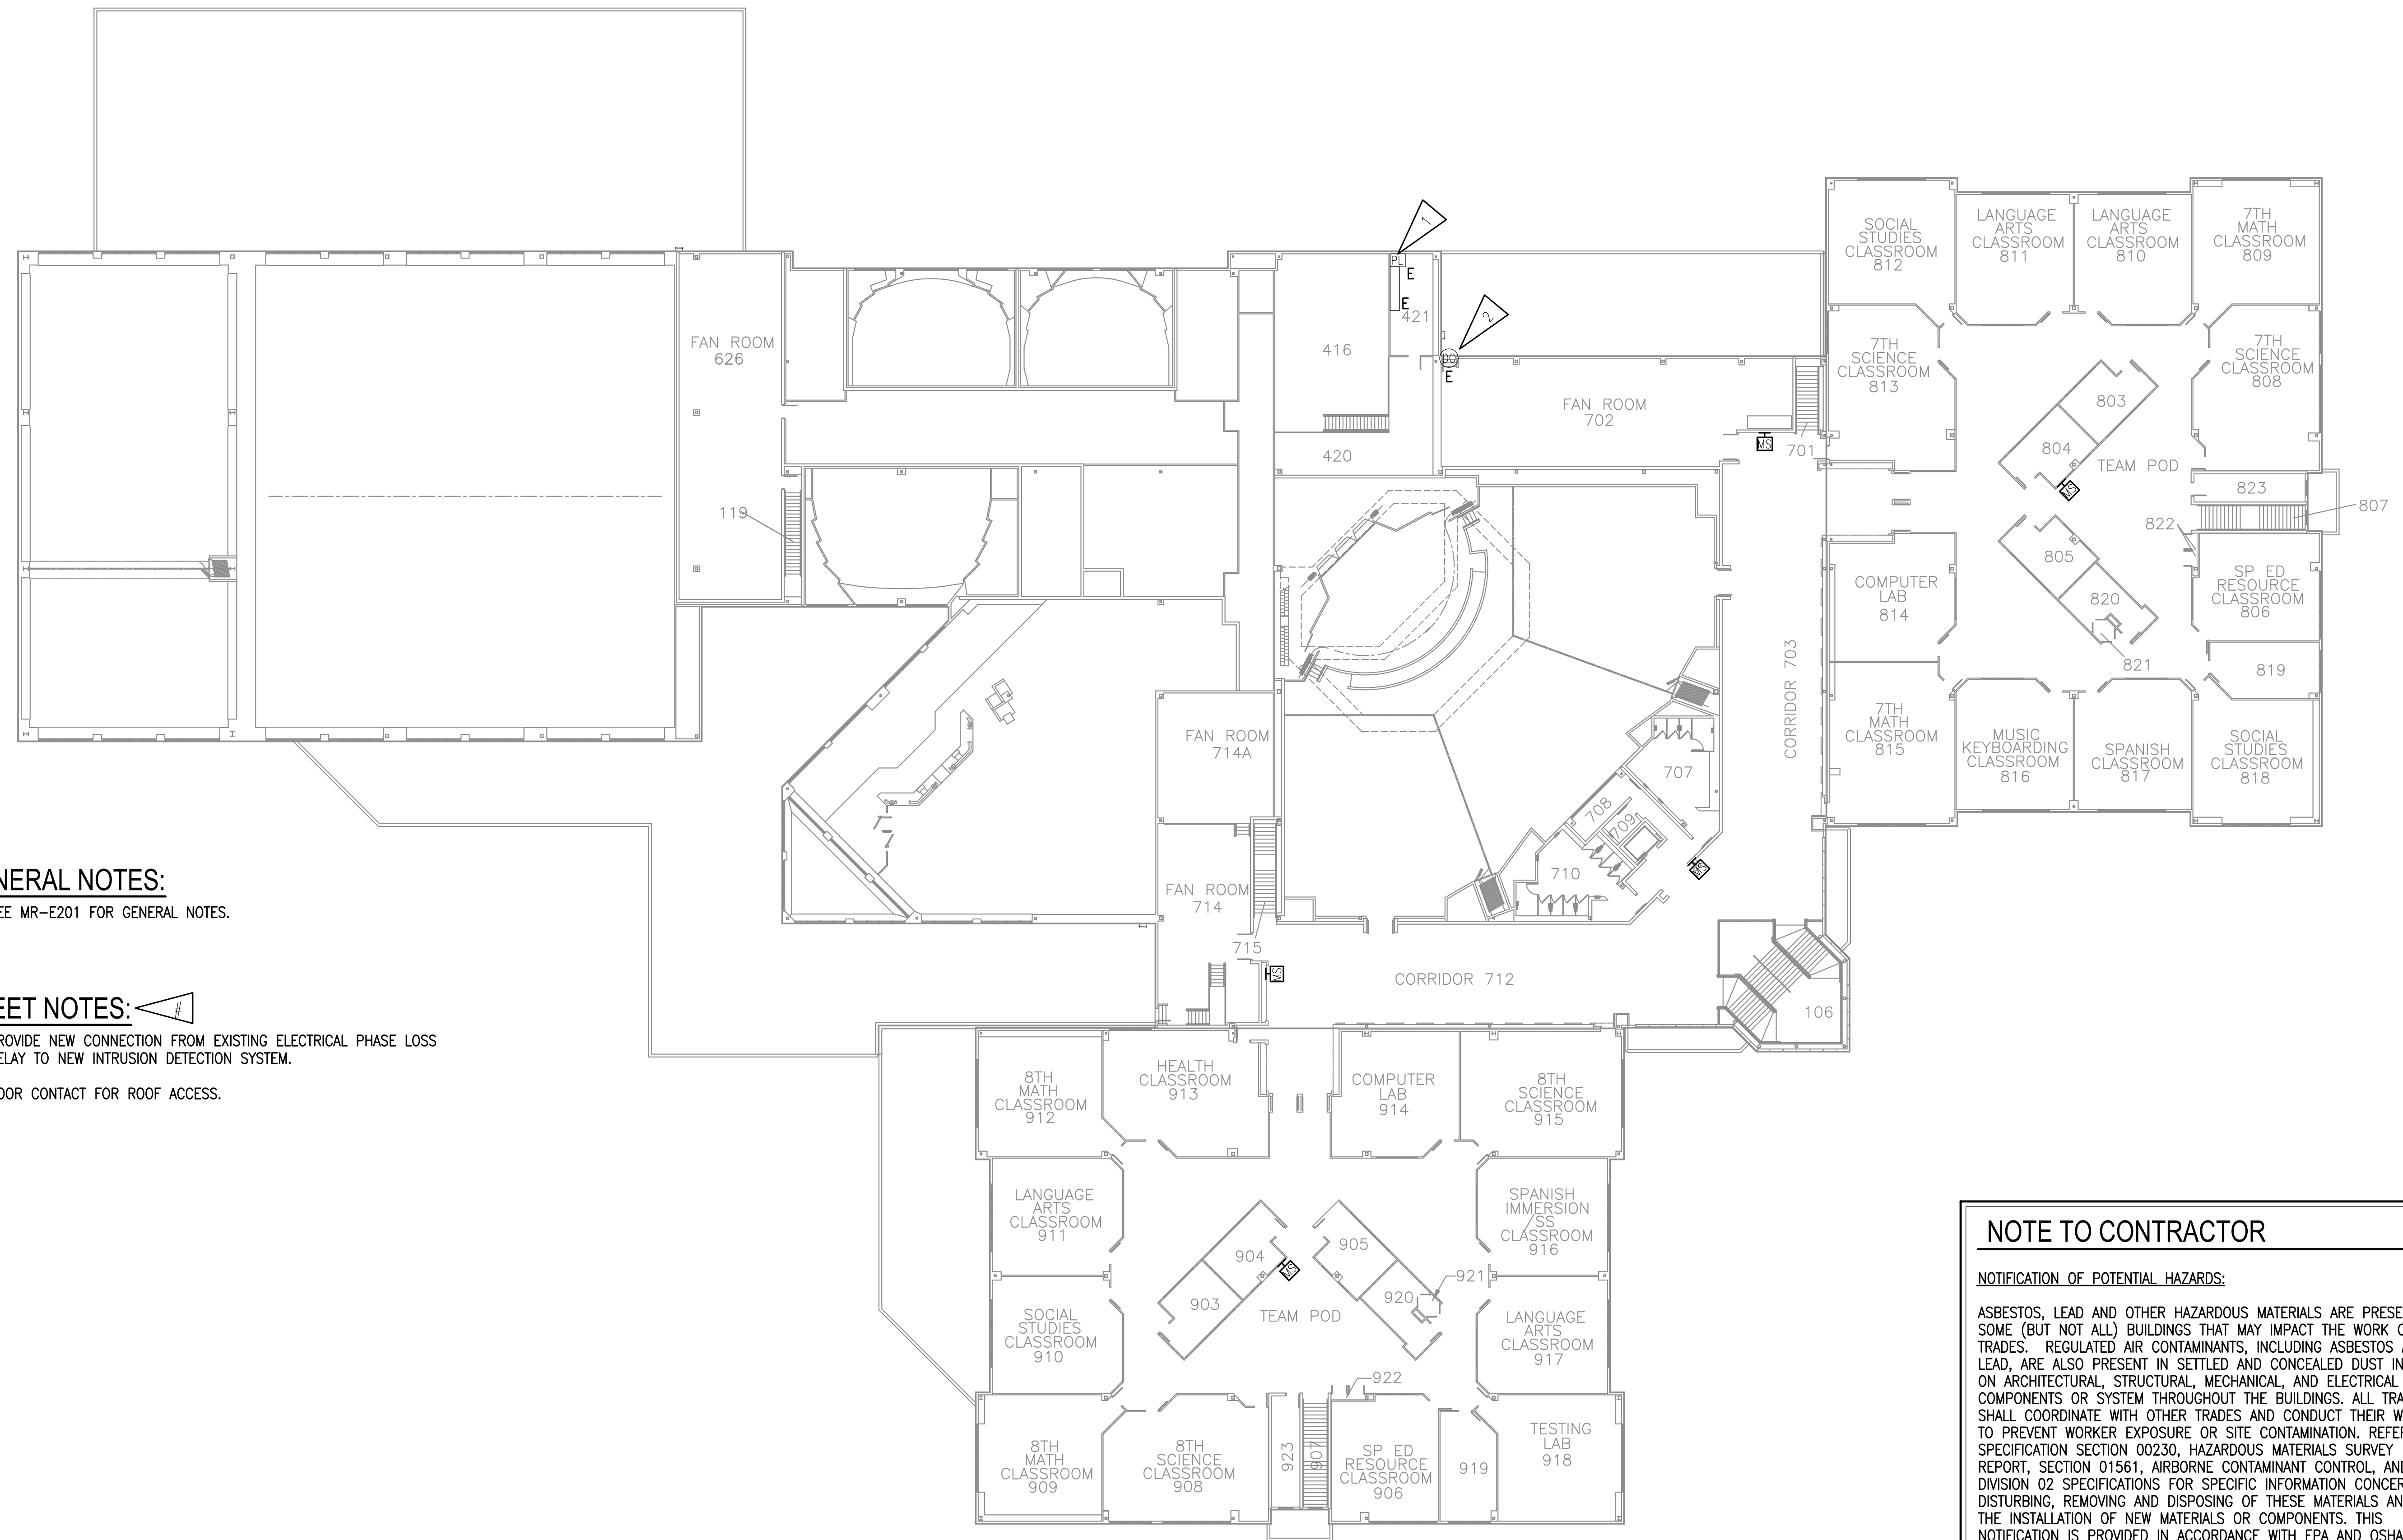 SOCIAL
STUDIES
CLASSROOM
812
LANGUAGE
ARTS
CLASSROOM
811
LANGUAGE
ARTS
CLASSROOM
810
7TH
MATH
CLASSROOM
809
1
PL
E
E
421
2
E
416
420
FAN ROOM
626
119
FAN ROOM
702
MS
701
7TH
SCIENCE
CLASSROOM
813
7TH
SCIENCE
CLASSROOM
808
803
804
TEAM POD
MS
823
807
822
805
820
821
SP ED
RESOURCE
CLASSROOM
806
819
COMPUTER
LAB
814
CORRIDOR 703
7TH
MATH
CLASSROOM
815
MUSIC
KEYBOARDING
CLASSROOM
816
SPANISH
CLASSROOM
817
SOCIAL
STUDIES
CLASSROOM
818
FAN ROOM
714A
707
708
709
710
MS
FAN ROOM
714
715
MS
CORRIDOR 712
106
NERAL NOTES:
EE MR-E201 FOR GENERAL NOTES.
EET NOTES:
#
ROVIDE NEW CONNECTION FROM EXISTING ELECTRICAL PHASE LOSS
ELAY TO NEW INTRUSION DETECTION SYSTEM.
OOR CONTACT FOR ROOF ACCESS.
8TH
MATH
CLASSROOM
912
HEALTH
CLASSROOM
913
COMPUTER
LAB
914
8TH
SCIENCE
CLASSROOM
915
LANGUAGE
ARTS
CLASSROOM
911
904
MS
905
SPANISH
IMMERSION
SS
CLASSROOM
916
903
TEAM POD
920
921
SOCIAL
STUDIES
CLASSROOM
910
LANGUAGE
ARTS
CLASSROOM
917
922
8TH
MATH
CLASSROOM
909
8TH
SCIENCE
CLASSROOM
908
923
907
SP ED
RESOURCE
CLASSROOM
906
919
TESTING
LAB
918
NOTE TO CONTRACTOR
NOTIFICATION OF POTENTIAL HAZARDS:
ASBESTOS, LEAD AND OTHER HAZARDOUS MATERIALS ARE PRESE
SOME (BUT NOT ALL) BUILDINGS THAT MAY IMPACT THE WORK
TRADES. REGULATED AIR CONTAMINANTS, INCLUDING ASBESTOS
LEAD, ARE ALSO PRESENT IN SETTLED AND CONCEALED DUST IN
ON ARCHITECTURAL, STRUCTURAL, MECHANICAL, AND ELECTRICAL
COMPONENTS OR SYSTEM THROUGHOUT THE BUILDINGS. ALL TRA
SHALL COORDINATE WITH OTHER TRADES AND CONDUCT THEIR W
TO PREVENT WORKER EXPOSURE OR SITE CONTAMINATION. REFER
SPECIFICATION SECTION 00230, HAZARDOUS MATERIALS SURVEY
REPORT, SECTION 01561, AIRBORNE CONTAMINANT CONTROL, AND
DIVISION 02 SPECIFICATIONS FOR SPECIFIC INFORMATION CONCER
DISTURBING, REMOVING AND DISPOSING OF THESE MATERIALS AN
THE INSTALLATION OF NEW MATERIALS OR COMPONENTS. THIS
NOTIFICATION IS PROVIDED IN ACCORDANCE WITH EPA AND OSHA